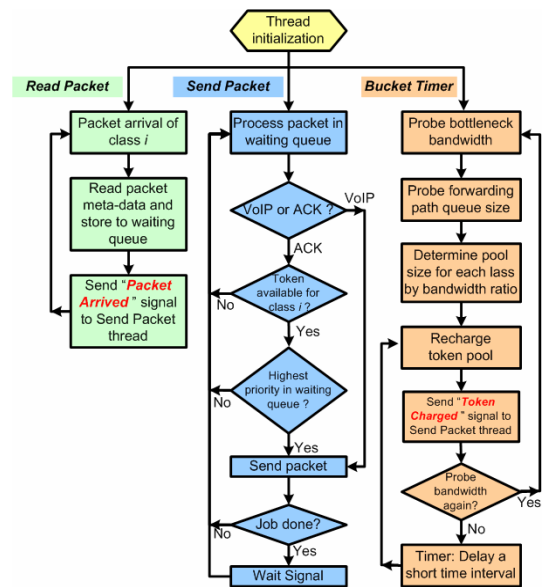 Thread
initialization
Read Packet
Send Packet
Bucket Timer
Packet arrival of
class i
Read packet
meta-data and
store to waiting
queue
Send "Packet
Arrived" signal
to Send Packet
thread
Process packet in
waiting queue
VoIP or ACK ?
VoIP
ACK
Token
available for
class i ?
No
Yes
Highest
priority in waiting
queue ?
No
Yes
Send packet
Job done?
No
Yes
Wait Signal
Probe bottleneck
bandwidth
Probe forwarding
path queue size
Determine pool
size for each lass
by bandwidth ratio
Recharge
token pool
Send "Token
Charged" signal to
Send Packet thread
Probe
bandwidth
again?
Yes
No
Timer: Delay a
short time interval